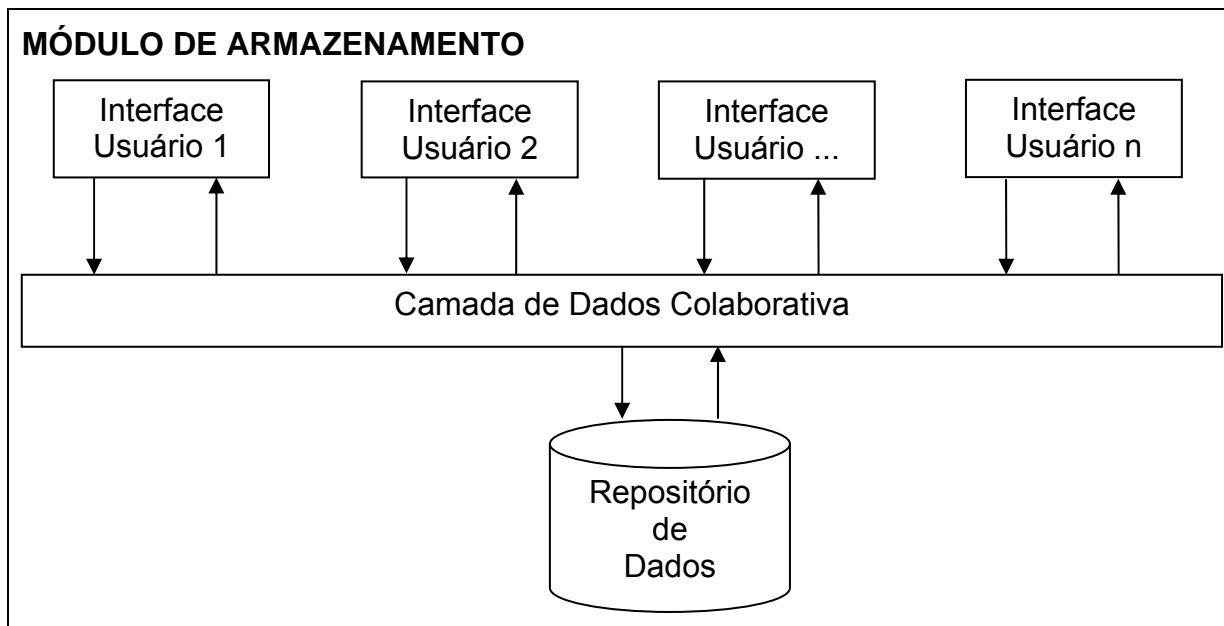 MÓDULO DE ARMAZENAMENTO
Interface
Usuário 1
Interface
Usuário 2
Interface
Usuário ...
Interface
Usuário n
Camada de Dados Colaborativa
Repositório
de
Dados